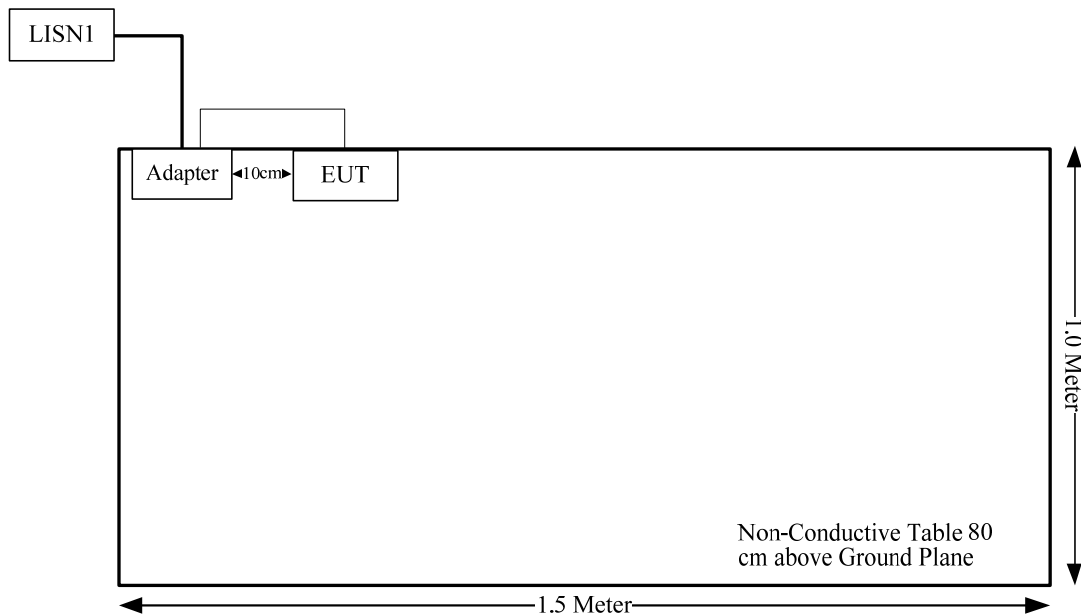 LISN1
Adapter
10cm
EUT
1.0 Meter
Non-Conductive Table 80
cm above Ground Plane
1.5 Meter